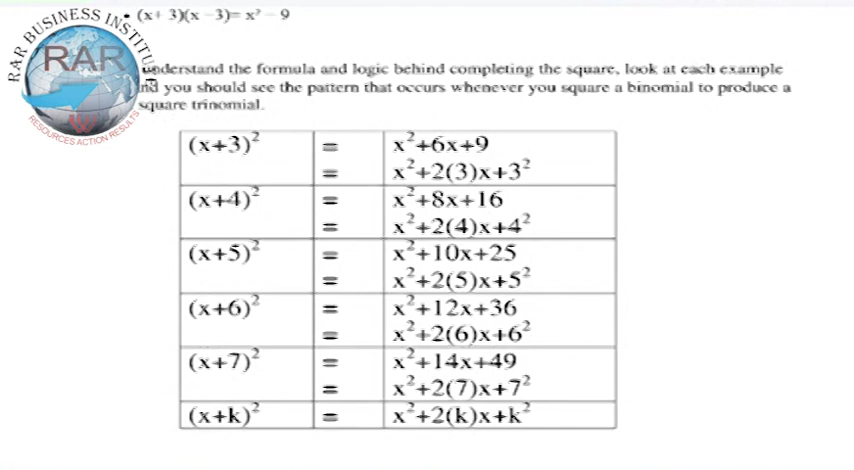 (x+ 3)(x -3)= x² - 9
RAR BUSINESS INSTITUTE
RAR
RESOURCES ACTION RESULTS
understand the formula and logic behind completing the square, look at each example
nd you should see the pattern that occurs whenever you square a binomial to produce a
square trinomial.
(x+3)² = x²+6x+9
= x²+2(3)x+3²
(x+4)² = x²+8x+16
= x²+2(4)x+4²
(x+5)² = x²+10x+25
= x²+2(5)x+5²
(x+6)² = x²+12x+36
= x²+2(6)x+6²
(x+7)² = x²+14x+49
= x²+2(7)x+7²
(x+k)² = x²+2(k)x+k²